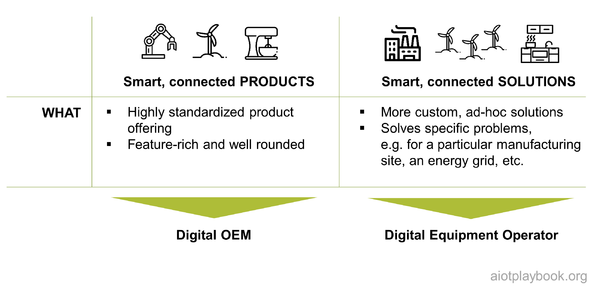 Smart, connected PRODUCTS
Smart, connected SOLUTIONS
WHAT
▪ Highly standardized product
offering
▪ Feature-rich and well rounded
▪ More custom, ad-hoc solutions
▪ Solves specific problems,
e.g. for a particular manufacturing
site, an energy grid, etc.
Digital OEM
Digital Equipment Operator
aiotplaybook.org